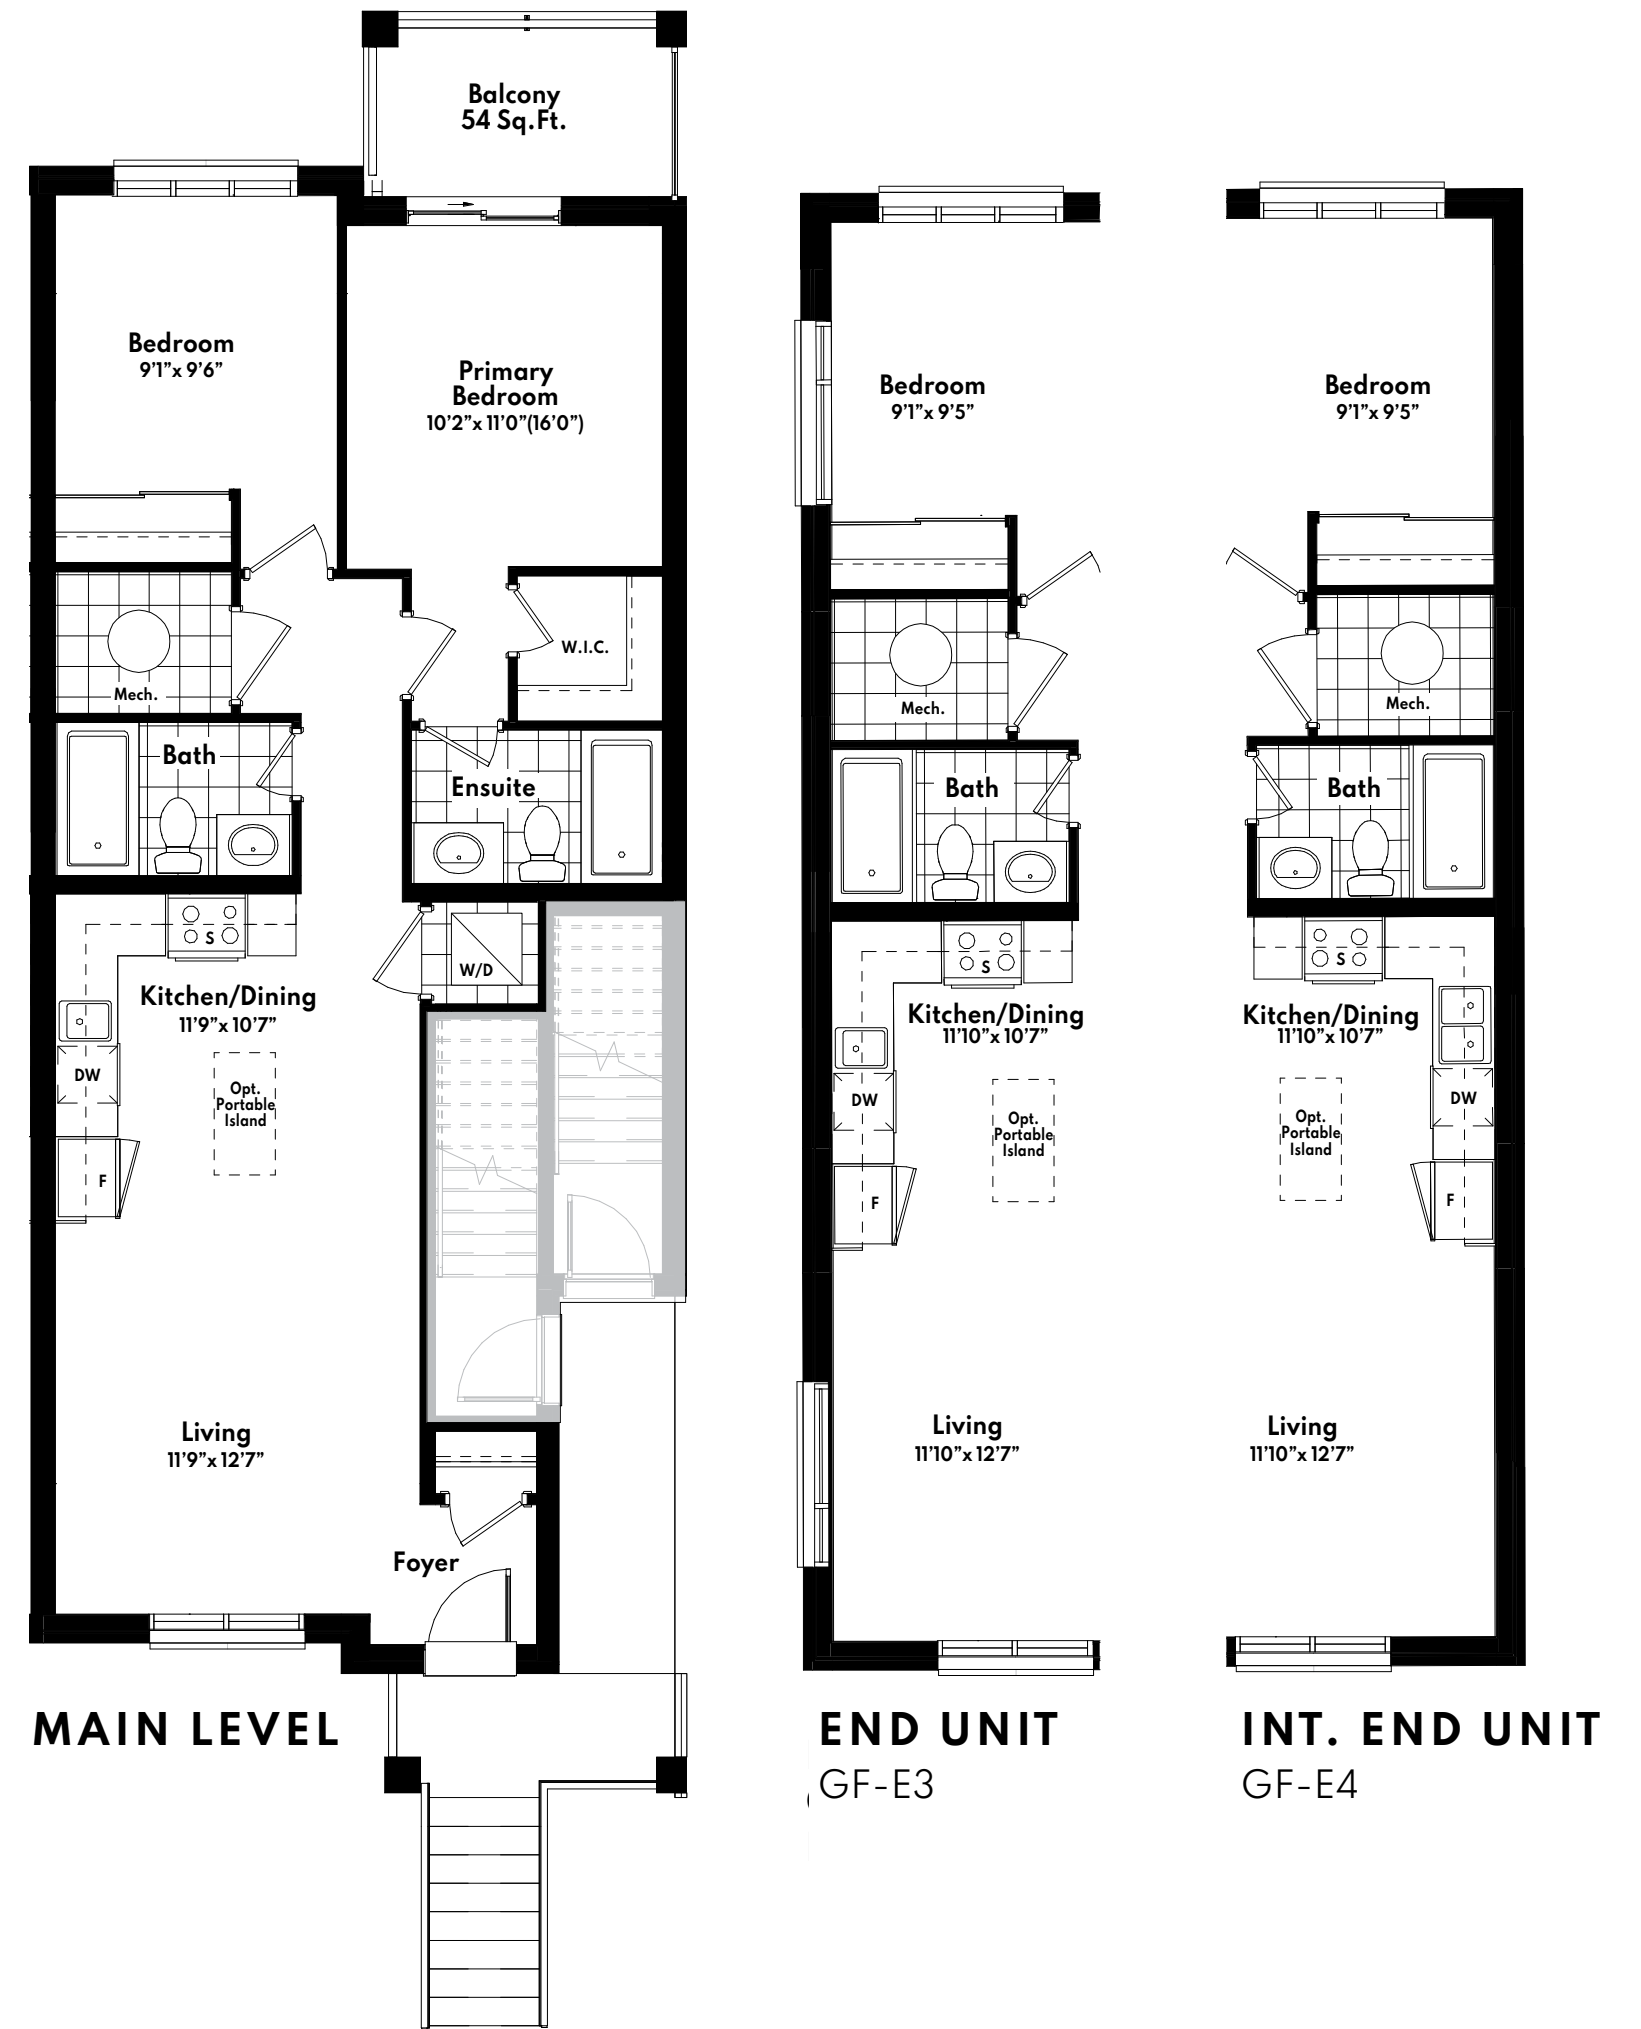 Balcony
54 Sq.Ft.
Bedroom
9'1"x 9'6"
Primary
Bedroom
10'2"x 11'0"(16'0")
W.I.C.
Mech.
Bath
Ensuite
S
W/D
Kitchen/Dining
11'9"x 10'7"
DW
Opt.
Portable
Island
F
Living
11'9"x 12'7"
Foyer
MAIN LEVEL
Bedroom
9'1"x 9'5"
Mech.
Bath
S
Kitchen/Dining
11'10"x 10'7"
DW
Opt.
Portable
Island
F
Living
11'10"x 12'7"
END UNIT
GF-E3
Bedroom
9'1"x 9'5"
Mech.
Bath
S
Kitchen/Dining
11'10"x 10'7"
DW
Opt.
Portable
Island
F
Living
11'10"x 12'7"
INT. END UNIT
GF-E4